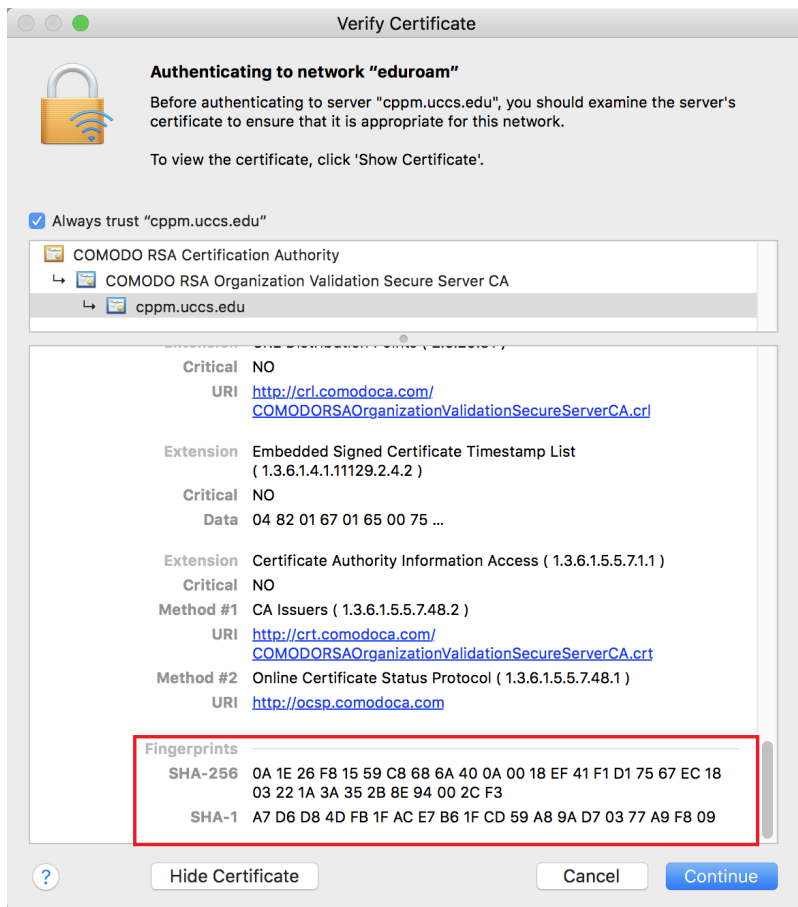 Verify Certificate
Authenticating to network “eduroam”
Before authenticating to server "cppm.uccs.edu", you should examine the server's
certificate to ensure that it is appropriate for this network.
To view the certificate, click 'Show Certificate'.
Always trust “cppm.uccs.edu”
COMODO RSA Certification Authority
COMODO RSA Organization Validation Secure Server CA
cppm.uccs.edu
Critical NO
URI http://crl.comodoca.com/
COMODORSAOrganizationValidationSecureServerCA.crl
Extension Embedded Signed Certificate Timestamp List
( 1.3.6.1.4.1.11129.2.4.2 )
Critical NO
Data 04 82 01 67 01 65 00 75 ...
Extension Certificate Authority Information Access ( 1.3.6.1.5.5.7.1.1 )
Critical NO
Method #1 CA Issuers ( 1.3.6.1.5.5.7.48.2 )
URI http://crt.comodoca.com/
COMODORSAOrganizationValidationSecureServerCA.crt
Method #2 Online Certificate Status Protocol ( 1.3.6.1.5.5.7.48.1 )
URI http://ocsp.comodoca.com
Fingerprints
SHA-256 0A 1E 26 F8 15 59 C8 68 6A 40 0A 00 18 EF 41 F1 D1 75 67 EC 18
03 22 1A 3A 35 2B 8E 94 00 2C F3
SHA-1 A7 D6 D8 4D FB 1F AC E7 B6 1F CD 59 A8 9A D7 03 77 A9 F8 09
? Hide Certificate Cancel Continue